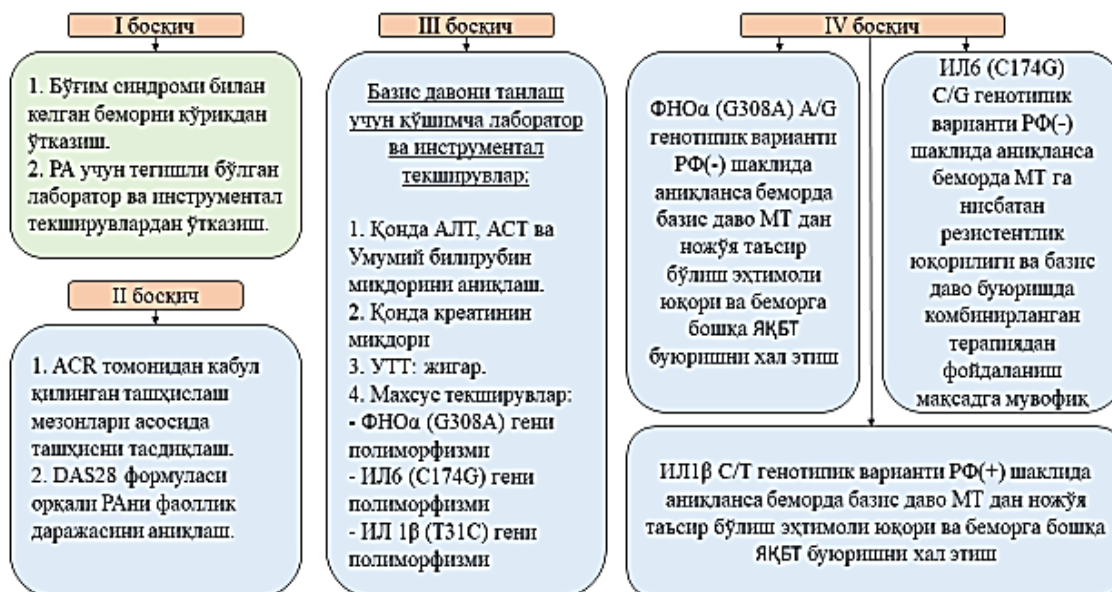 I босқич
1. Бўғим синдроми билан
келган беморни кўрикдан
ўтказиш.
2. РА учун тегишли бўлган
лаборатор ва инструментал
текширувлардан ўтказиш.
II босқич
1. ACR томонидан қабул
қилинган ташҳислаш
мезонлари асосида
ташҳисни тасдиқлаш.
2. DAS28 формуласи
орқали РАни фаоллик
даражасини аниқлаш.
III босқич
Базис давони танлаш
учун қўшимча лаборатор
ва инструментал
текширувлар:
1. Қонда АЛТ, АСТ ва
Умумий билирубин
миқдорини аниқлаш.
2. Қонда креатинин
миқдори
3. УТТ: жигар.
4. Махсус текширувлар:
- ФНОα (G308A) гени
полиморфизми
- ИЛ6 (C174G) гени
полиморфизми
- ИЛ 1β (T31C) гени
полиморфизми
IV босқич
ФНОα (G308A) A/G
генотипик варианти
РФ(-) шаклида
аниқланса беморда
базис даво МТ дан
ножўя таъсир
бўлиш эҳтимоли
юқори ва беморга
бошқа ЯҚБТ
буюришни хал этиш
ИЛ6 (C174G)
C/G генотипик
варианти РФ(-)
шаклида аниқланса
беморда МТ га
нисбатан
резистентлик
юқорилиги ва базис
даво буюришда
комбинирланган
терапиядан
фойдаланиш
мақсадга мувофиқ
ИЛ1β C/T генотипик варианти РФ(+) шаклида
аниқланса беморда базис даво МТ дан ножўя
таъсир бўлиш эҳтимоли юқори ва беморга бошқа
ЯҚБТ буюришни хал этиш